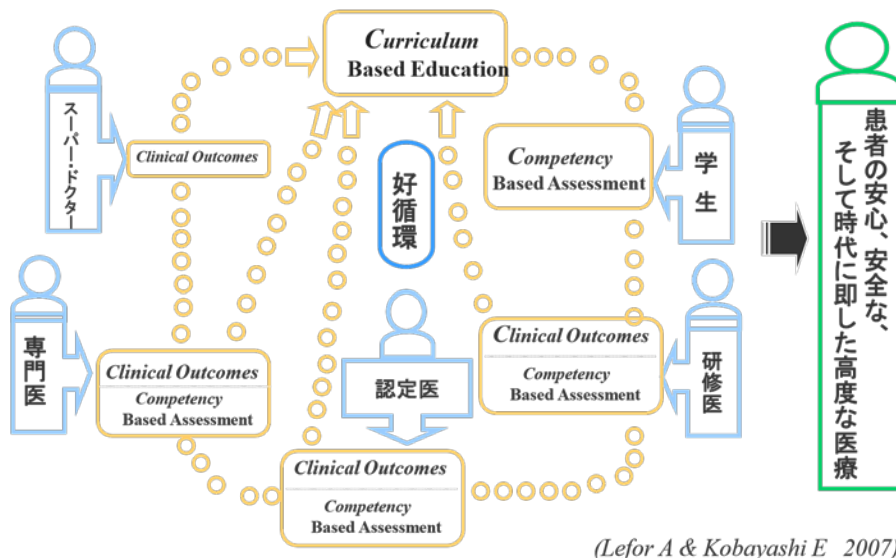 Curriculum
Based Education
スーパー・ドクター
Clinical Outcomes
Competency
Based Assessment
学生
好循環
専門医
Clinical Outcomes
Competency
Based Assessment
認定医
Clinical Outcomes
Competency
Based Assessment
研修医
Clinical Outcomes
Competency
Based Assessment
患者の安心、安全な、
そして時代に即した高度な医療
(Lefor A & Kobayashi E 2007)